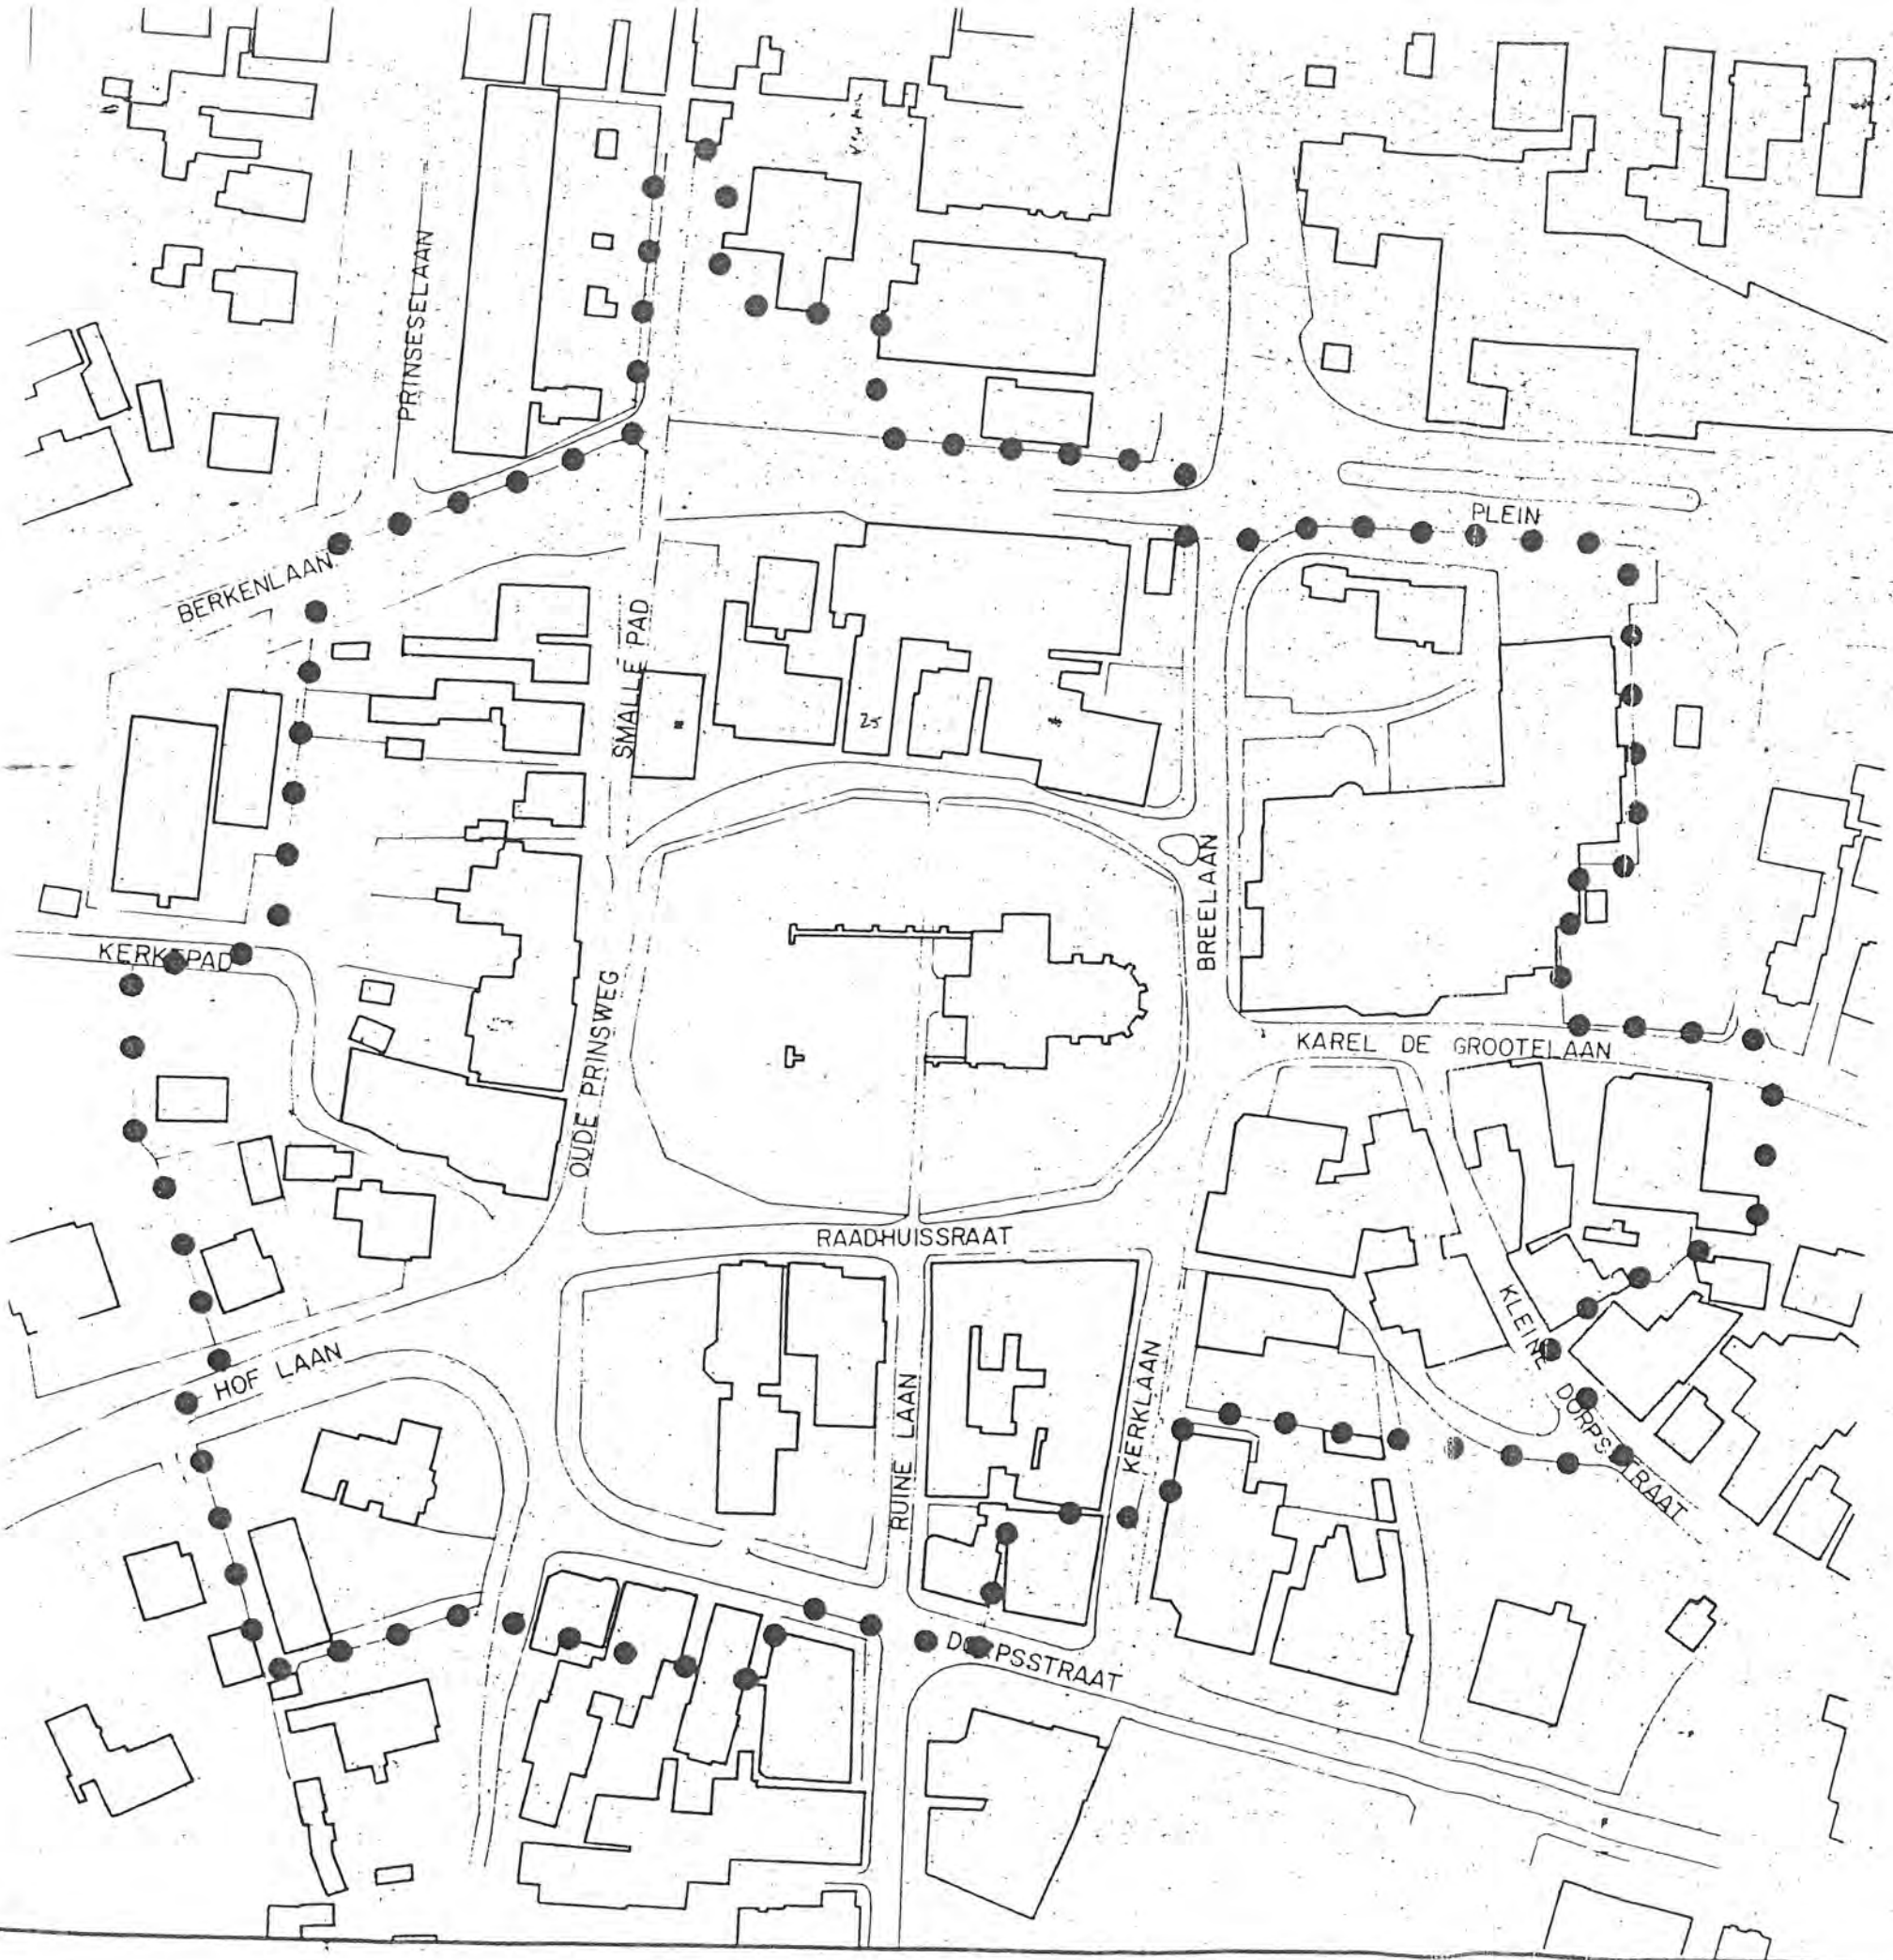 PRINSESELAAN
PLEIN
BERKENLAAN
SMALLE PAD
25
BREELAAN
KERKEPAD
OUDE PRINSWEG
KAREL DE GROOTELAAN
RAADHUISSRAAT
KLEINE DORPSSTRAAT
HOF LAAN
RUINE LAAN
KERKLAAN
DORPSSTRAAT